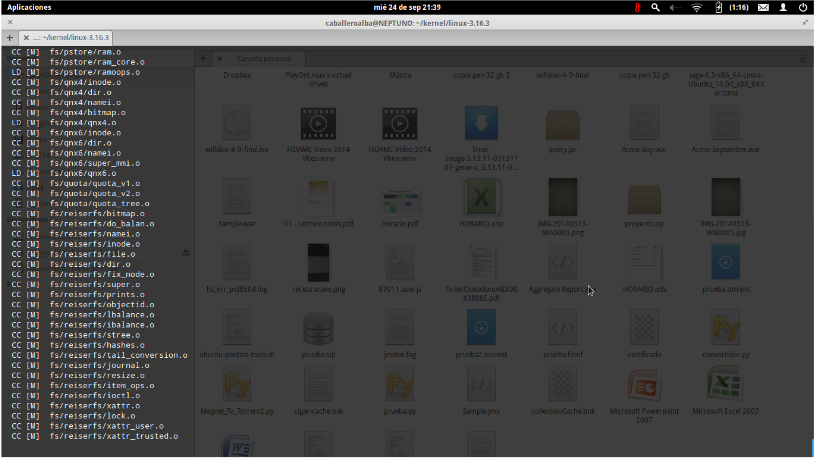 Aplicaciones
mié 24 de sep 21:39
(1:16)
caballeroalba@NEPTUNO: ~/kernel/linux-3.16.3
...: ~/kernel/linux-3.16.3
CC [M] fs/pstore/ram.o
CC [M] fs/pstore/ram_core.o
LD [M] fs/pstore/ramoops.o
CC [M] fs/qnx4/inode.o
CC [M] fs/qnx4/dir.o
CC [M] fs/qnx4/namei.o
CC [M] fs/qnx4/bitmap.o
LD [M] fs/qnx4/qnx4.o
CC [M] fs/qnx6/inode.o
CC [M] fs/qnx6/dir.o
CC [M] fs/qnx6/namei.o
CC [M] fs/qnx6/super_mmi.o
LD [M] fs/qnx6/qnx6.o
CC [M] fs/quota/quota_v1.o
CC [M] fs/quota/quota_v2.o
CC [M] fs/quota/quota_tree.o
CC [M] fs/reiserfs/bitmap.o
CC [M] fs/reiserfs/do_balan.o
CC [M] fs/reiserfs/namei.o
CC [M] fs/reiserfs/inode.o
CC [M] fs/reiserfs/file.o
CC [M] fs/reiserfs/dir.o
CC [M] fs/reiserfs/fix_node.o
CC [M] fs/reiserfs/super.o
CC [M] fs/reiserfs/prints.o
CC [M] fs/reiserfs/objectid.o
CC [M] fs/reiserfs/lbalance.o
CC [M] fs/reiserfs/ibalance.o
CC [M] fs/reiserfs/stree.o
CC [M] fs/reiserfs/hashes.o
CC [M] fs/reiserfs/tail_conversion.o
CC [M] fs/reiserfs/journal.o
CC [M] fs/reiserfs/resize.o
CC [M] fs/reiserfs/item_ops.o
CC [M] fs/reiserfs/ioctl.o
CC [M] fs/reiserfs/xattr.o
CC [M] fs/reiserfs/lock.o
CC [M] fs/reiserfs/xattr_user.o
CC [M] fs/reiserfs/xattr_trusted.o
Carpeta personal
Dropbox
PlayOnLinux's virtual
drives
Música
copia pen 32 gb 2
wifislax-4-9-final
copia pen 32 gb
sage-6.3-x86_64-Linux-
Ubuntu_14.04_x86_64.t
ar.lzma
wifislax-4-9-final.iso
FIDAMC Video 2014
V6ies.wmv
FIDAMC Video 2014
V6en.wmv
linux-
image-3.13.11-031311
query.jar
Acme-Bay.war
Acme-September.war
Sample.war
01 - Lecture notes.pdf
horario.pdf
HORARIO.xlsx
IMG-20140513-
WA0005.png
proyecto.zip
IMG-20140513-
WA0005.jpg
hs_err_pid8504.log
receta snake.png
87011.user.js
TicketCiudadanoAE490
43868E.pdf
Aggregate Report
HORARIO.ods
prueba.torrent
ubuntu-pentest-tools.sh
prueba.sql
jmeter.log
prueba2.torrent
prueba.html
certificado
convertidor.py
Magnet_To_Torrent2.py
cigar-cache.bak
prueba.py
Sample.jmx
collectionCache.bnk
Microsoft Powerpoint
2007
Microsoft Excel 2007